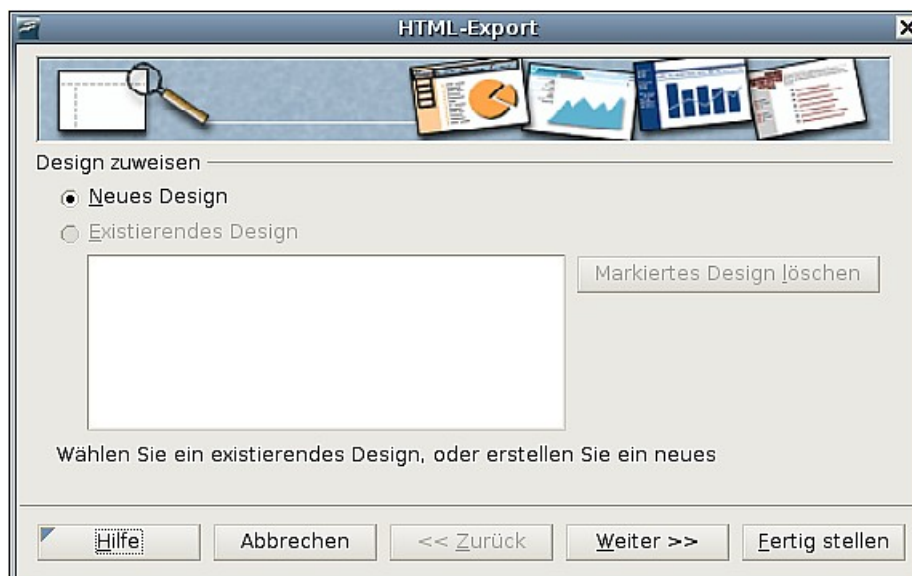 HTML-Export
Design zuweisen
Neues Design
Existierendes Design
Markiertes Design löschen
Wählen Sie ein existierendes Design, oder erstellen Sie ein neues
Hilfe
Abbrechen
<< Zurück
Weiter >>
Fertig stellen